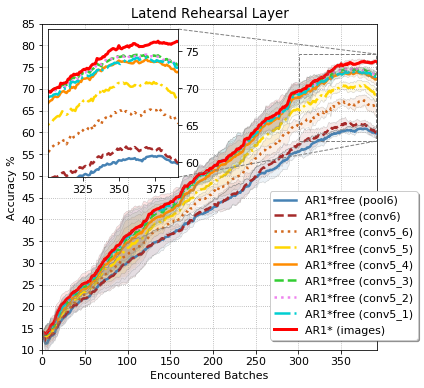 Latend Rehearsal Layer
85
80
75
70
65
60
55
50
45
40
35
30
25
20
15
10
Accuracy %
75
70
65
60
325
350
375
AR1*free (pool6)
AR1*free (conv6)
AR1*free (conv5_6)
AR1*free (conv5_5)
AR1*free (conv5_4)
AR1*free (conv5_3)
AR1*free (conv5_2)
AR1*free (conv5_1)
AR1* (images)
0 50 100 150 200 250 300 350
Encountered Batches